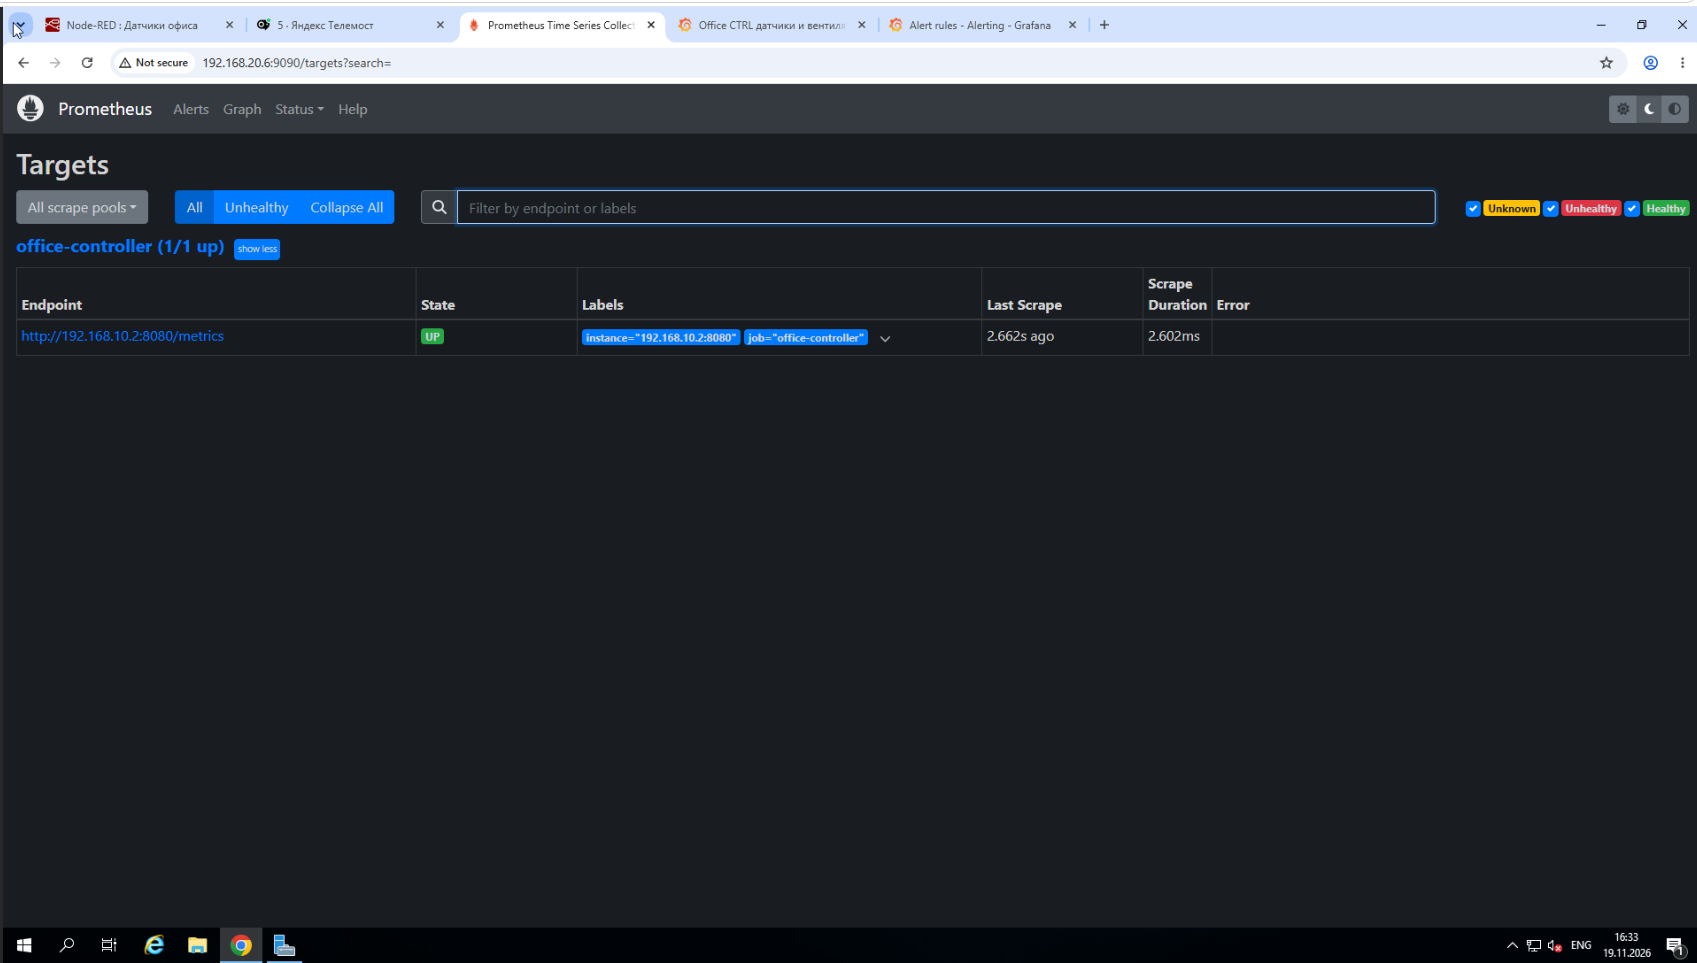 Node-RED : Датчики офиса
5 · Яндекс Телемост
Prometheus Time Series Collect
Office CTRL датчики и вентиля
Alert rules - Alerting - Grafana
Not secure
192.168.20.6:9090/targets?search=
Prometheus Alerts Graph Status Help
Targets
All scrape pools
All Unhealthy Collapse All
Filter by endpoint or labels
Unknown Unhealthy Healthy
office-controller (1/1 up) show less
Endpoint State Labels Last Scrape Scrape Duration Error
http://192.168.10.2:8080/metrics UP instance="192.168.10.2:8080" job="office-controller" 2.662s ago 2.602ms
ENG
16:33
19.11.2026
1